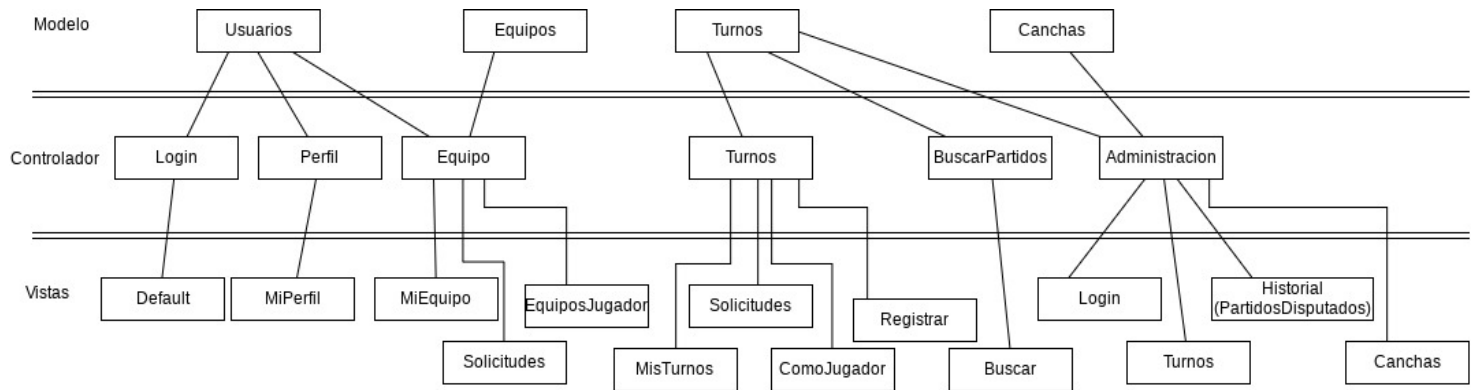 Modelo
Usuarios
Equipos
Turnos
Canchas
Controlador
Login
Perfil
Equipo
Turnos
BuscarPartidos
Administracion
Vistas
Default
MiPerfil
MiEquipo
EquiposJugador
Solicitudes
Registrar
Login
Historial
(PartidosDisputados)
Solicitudes
MisTurnos
ComoJugador
Buscar
Turnos
Canchas